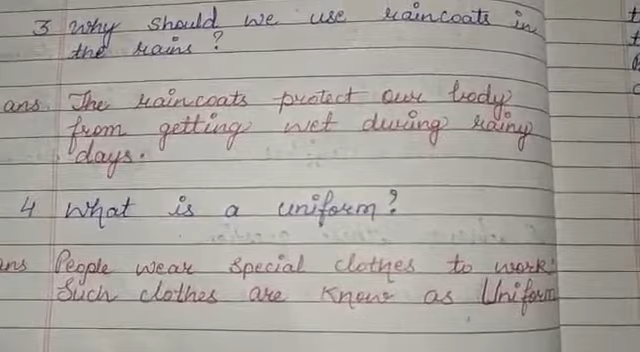 3 Why should we use raincoats in
the rains?
ans. The raincoats protect our body
from getting wet during rainy
days.
4 What is a uniform?
ans People wear special clothes to work.
Such clothes are know as Uniform